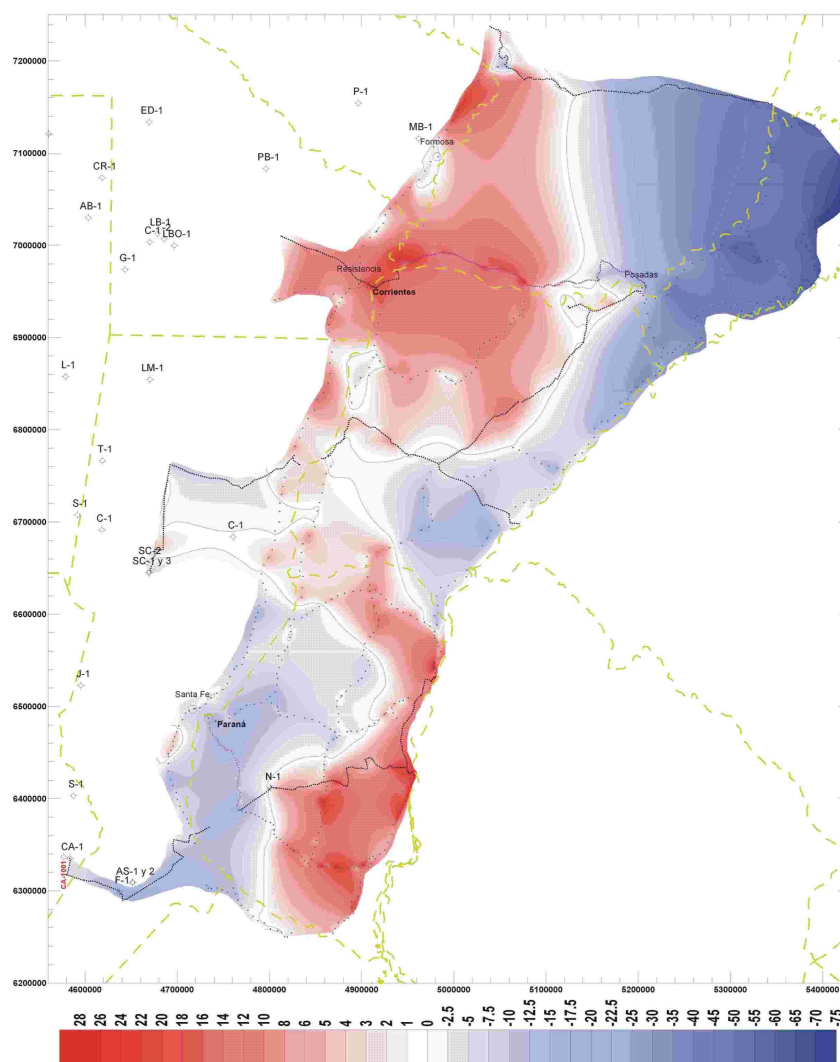 7200000
P-1
ED-1
MB-1
Formosa
7100000
PB-1
CR-1
AB-1
LB-1
C-1
LBO-1
7000000
G-1
Resistencia
Posadas
Corrientes
6900000
L-1
LM-1
6800000
T-1
S-1
6700000
C-1
C-1
SC-2
SC-1 y 3
6600000
J-1
Santa Fe
6500000
Paraná
N-1
6400000
S-1
CA-1
CA-1001
AS-1 y 2
F-1
6300000
6200000
4600000 4700000 4800000 4900000 5000000 5100000 5200000 5300000 5400000
28 26 24 22 20 18 16 14 12 10 8 6 4 3 2 1 0 -2.5 -5 -7.5 -10 -12.5 -15 -17.5 -20 -22.5 -25 -30 -35 -40 -45 -50 -55 -60 -65 -70 -75